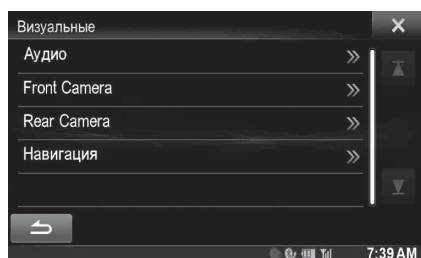 Визуальные
Аудио
Front Camera
Rear Camera
Навигация
7:39 AM